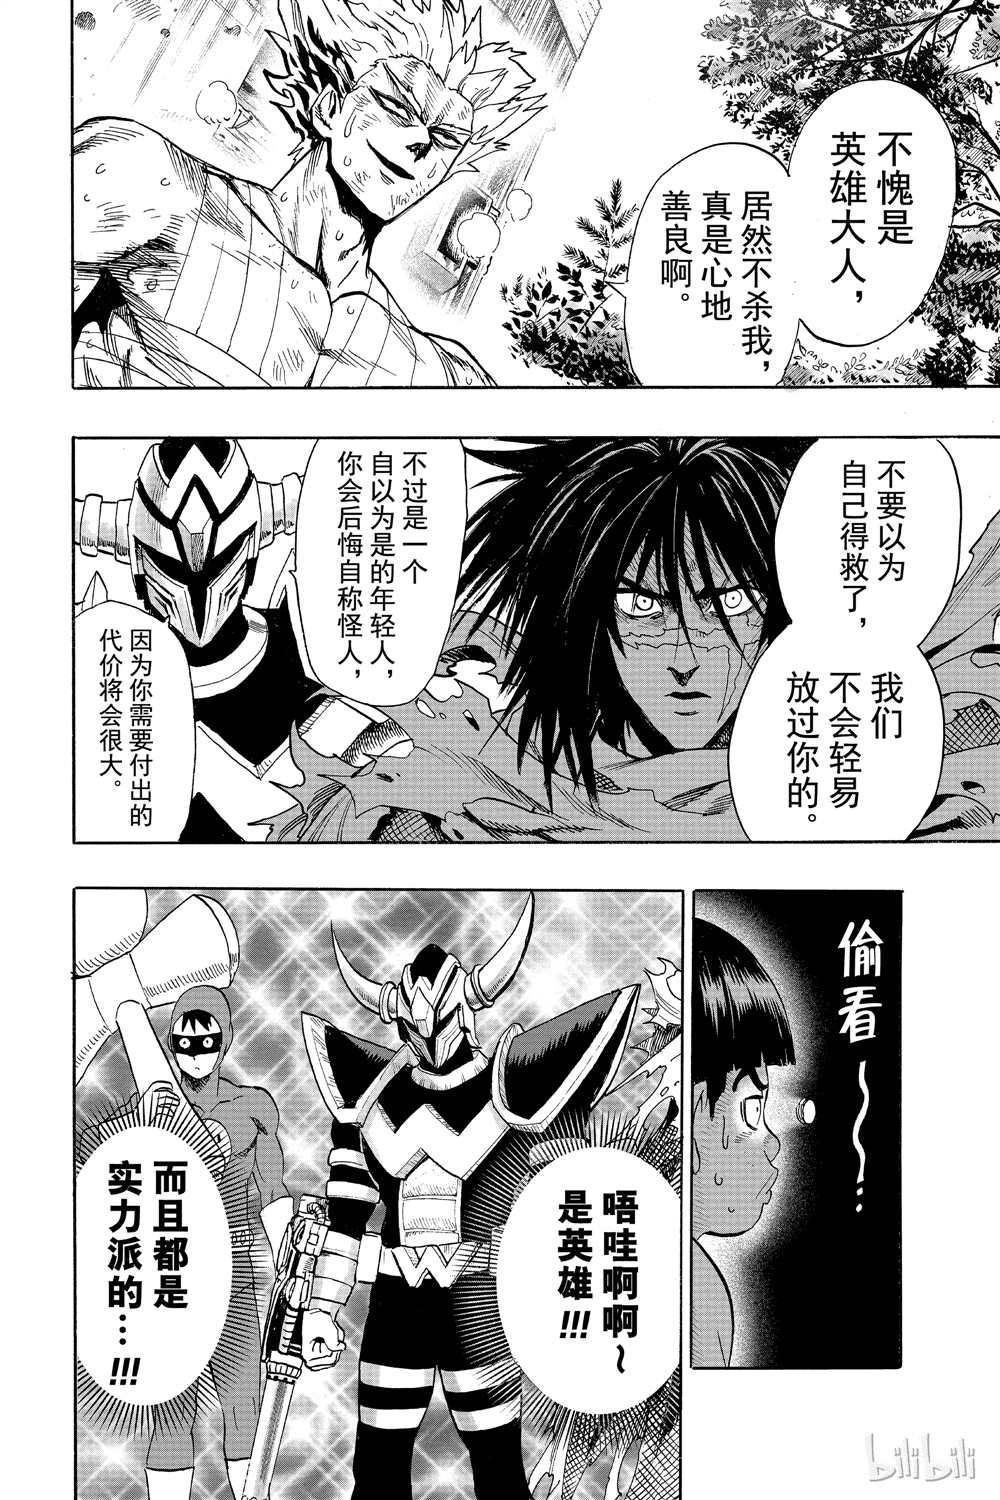 不愧是
英雄大人，
居然不杀我，
真是心地
善良啊。
不要以为
自己得救了，
我们
不会轻易
放过你的。
不过是一个
自以为是的年轻人，
你会后悔自称怪人，
因为你需要付出的
代价将会很大。
偷看～～…
唔哇啊啊～
是英雄!!!
而且都是
实力派的…!!!
bilibili